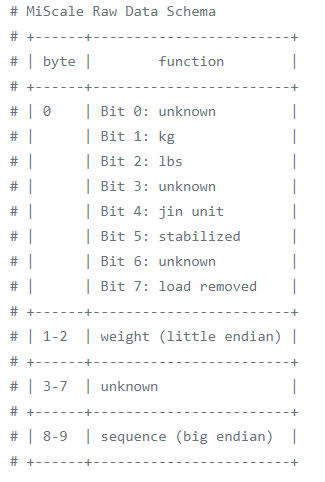 # MiScale Raw Data Schema
# +------+------------------------+
# | byte |        function        |
# +------+------------------------+
# | 0    | Bit 0: unknown         |
# |      | Bit 1: kg              |
# |      | Bit 2: lbs             |
# |      | Bit 3: unknown         |
# |      | Bit 4: jin unit        |
# |      | Bit 5: stabilized      |
# |      | Bit 6: unknown         |
# |      | Bit 7: load removed    |
# +------+------------------------+
# | 1-2  | weight (little endian) |
# +------+------------------------+
# | 3-7  | unknown                |
# +------+------------------------+
# | 8-9  | sequence (big endian)  |
# +------+------------------------+